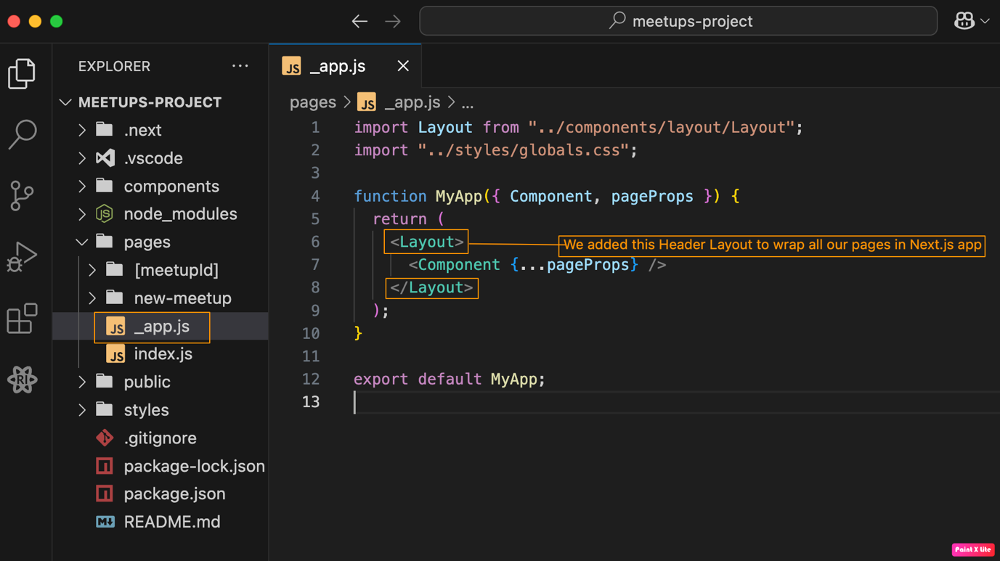 meetups-project
EXPLORER
MEETUPS-PROJECT
.next
.vscode
components
node_modules
pages
[meetupId]
new-meetup
JS _app.js
JS index.js
public
styles
.gitignore
package-lock.json
package.json
README.md
JS _app.js
pages > JS _app.js > ...
1 import Layout from "../components/layout/Layout";
2 import "../styles/globals.css";
3
4 function MyApp({ Component, pageProps }) {
5 return (
6 <Layout>
We added this Header Layout to wrap all our pages in Next.js app
7 <Component {...pageProps} />
8 </Layout>
9 );
10 }
11
12 export default MyApp;
13
Paint X Lite